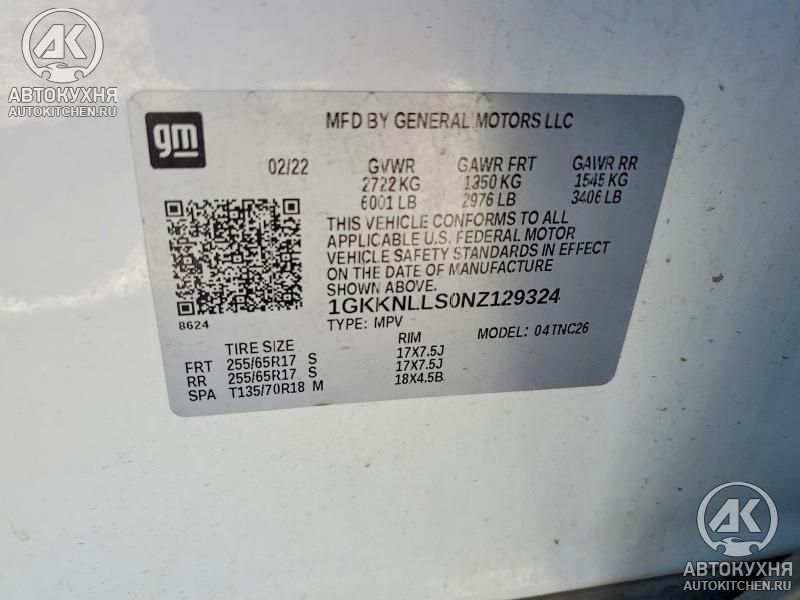 AK
АВТОКУХНЯ
AUTOKITCHEN.RU
gm
MFD BY GENERAL MOTORS LLC
02/22 GVWR GAWR FRT GAWR RR
2722 KG 1350 KG 1545 KG
6001 LB 2976 LB 3406 LB
THIS VEHICLE CONFORMS TO ALL
APPLICABLE U.S. FEDERAL MOTOR
VEHICLE SAFETY STANDARDS IN EFFECT
ON THE DATE OF MANUFACTURE
SHOWN ABOVE.
1GKKNLLS0NZ129324
8624
TYPE: MPV MODEL: 04TNC26
TIRE SIZE RIM
FRT 255/65R17 S 17X7.5J
RR 255/65R17 S 17X7.5J
SPA T135/70R18 M 18X4.5B
AK
АВТОКУХНЯ
AUTOKITCHEN.RU